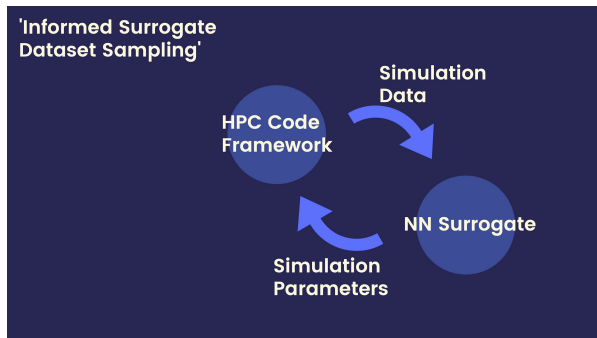 'Informed Surrogate
Dataset Sampling'
Simulation
Data
HPC Code
Framework
NN Surrogate
Simulation
Parameters